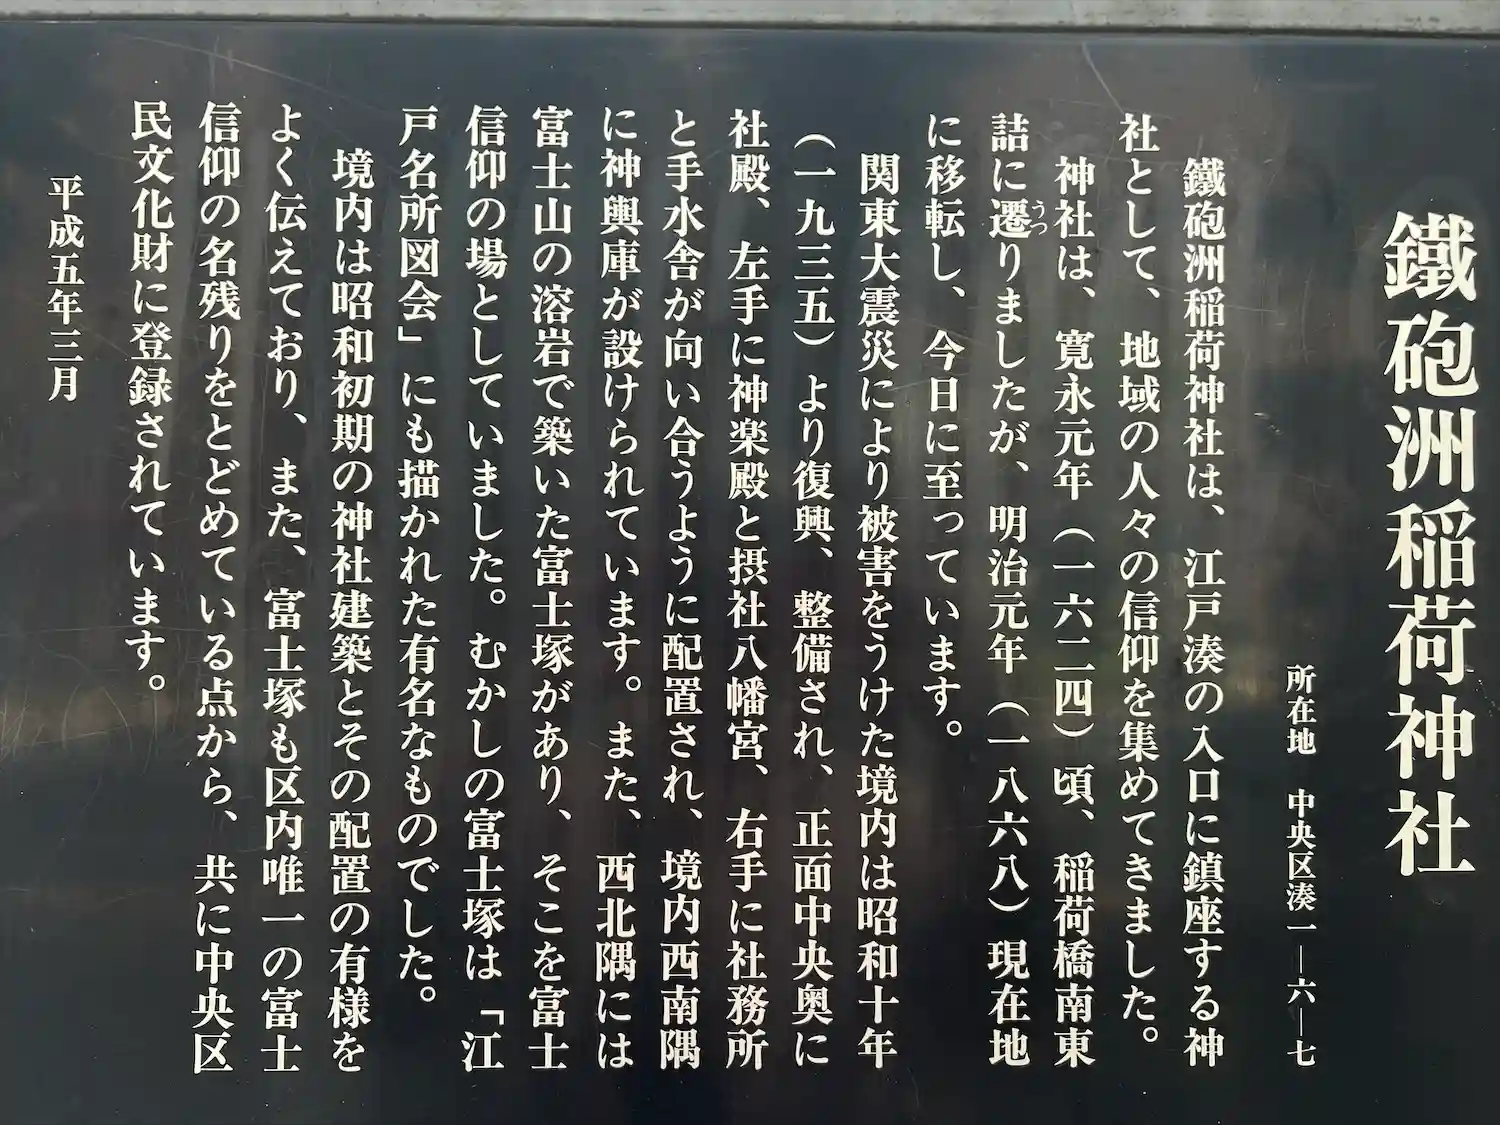 鐵砲洲稲荷神社
所在地　中央区湊一―六―七
鐵砲洲稲荷神社は、江戸湊の入口に鎮座する神
社として、地域の人々の信仰を集めてきました。
神社は、寛永元年（一六二四）頃、稲荷橋南東
詰に遷りましたが、明治元年（一八六八）現在地
うつ
に移転し、今日に至っています。
関東大震災により被害をうけた境内は昭和十年
（一九三五）より復興、整備され、正面中央奥に
社殿、左手に神楽殿と摂社八幡宮、右手に社務所
と手水舎が向い合うように配置され、境内西南隅
に神輿庫が設けられています。また、西北隅には
富士山の溶岩で築いた富士塚があり、そこを富士
信仰の場としていました。むかしの富士塚は「江
戸名所図会」にも描かれた有名なものでした。
境内は昭和初期の神社建築とその配置の有様を
よく伝えており、また、富士塚も区内唯一の富士
信仰の名残りをとどめている点から、共に中央区
民文化財に登録されています。
平成五年三月